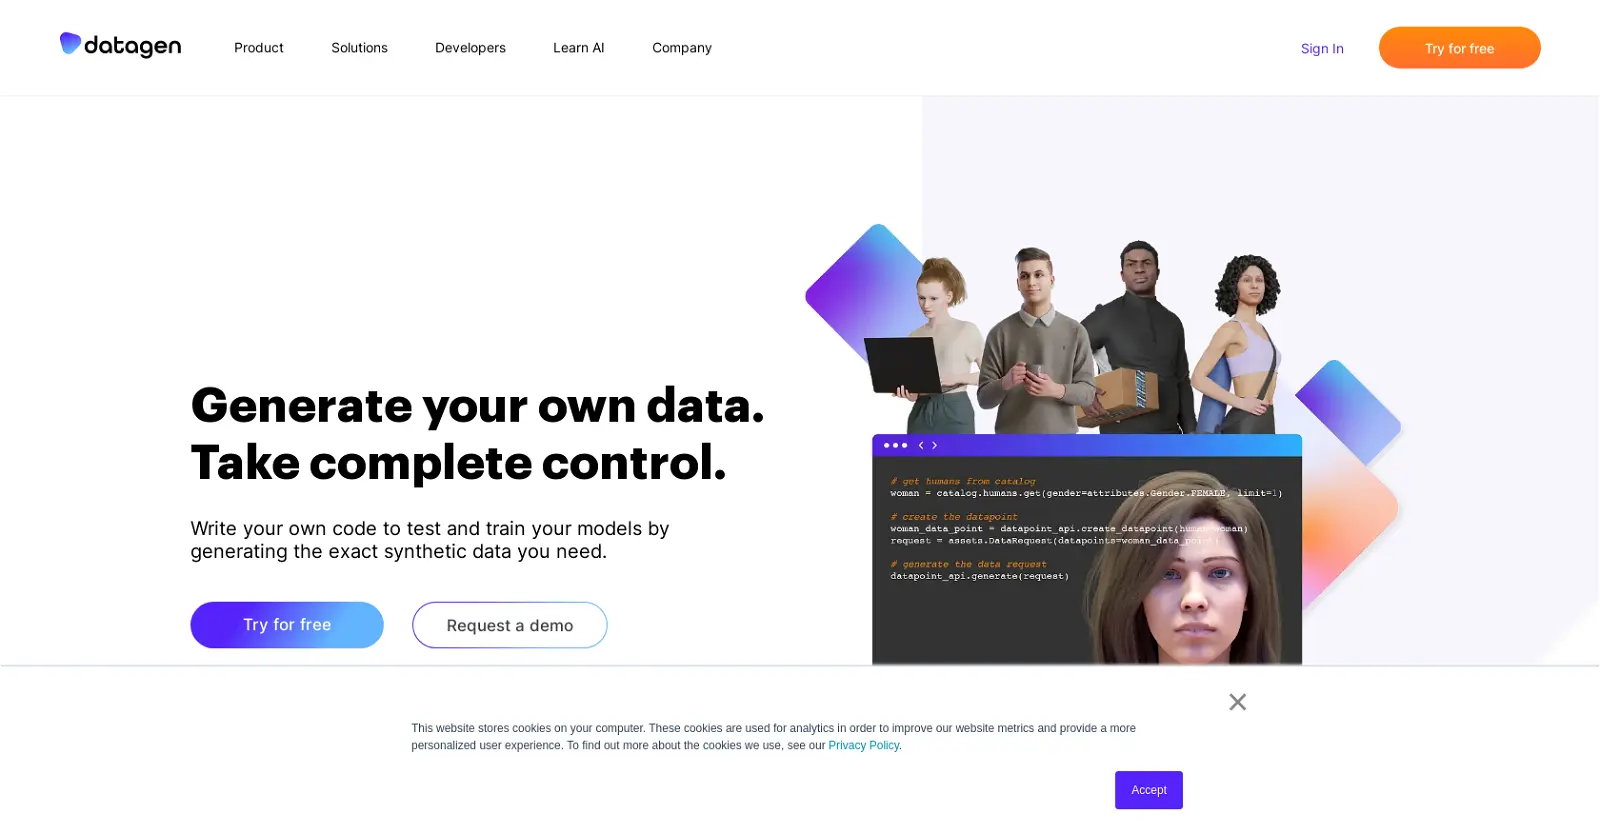 datagen
Product
Solutions
Developers
Learn AI
Company
Sign In
Try for free
Generate your own data.
Take complete control.
Write your own code to test and train your models by
generating the exact synthetic data you need.
Try for free
Request a demo
# get humans from catalog
woman = catalog.humans.get(gender=attributes.Gender.FEMALE, limit=1)
# create the datapoint
woman_data_point = datapoint_api.create_datapoint(human=woman)
request = assets.DataRequest(datapoints=woman_data_point)
# generate the data request
datapoint_api.generate(request)
This website stores cookies on your computer. These cookies are used for analytics in order to improve our website metrics and provide a more
personalized user experience. To find out more about the cookies we use, see our Privacy Policy.
Accept